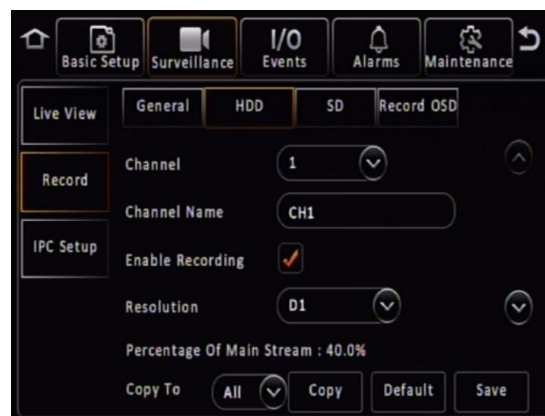 Basic Setup Surveillance I/O Events Alarms Maintenance
General HDD SD Record OSD
Live View
Record
IPC Setup
Channel 1
Channel Name CH1
Enable Recording
Resolution D1
Percentage Of Main Stream : 40.0%
Copy To All Copy Default Save